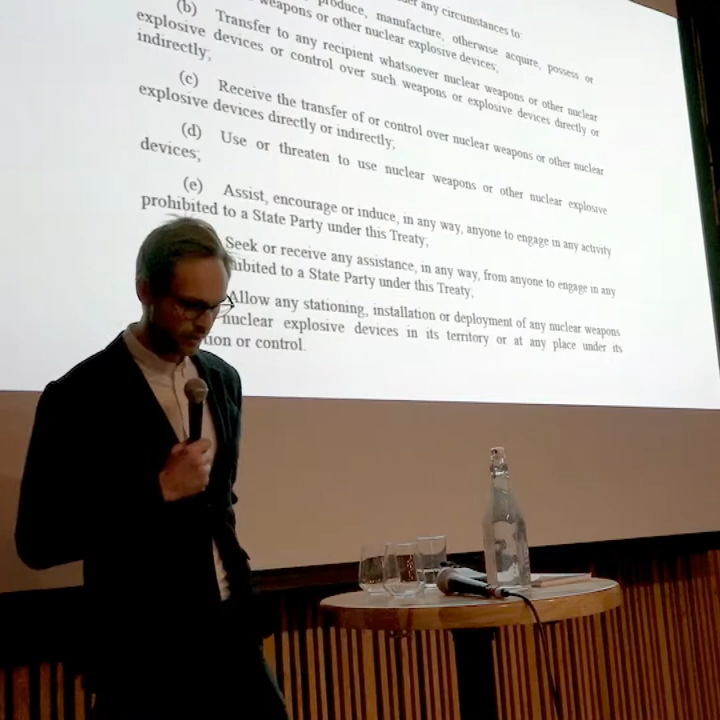 any circumstances to:
produce, manufacture, otherwise acquire, possess or
weapons or other nuclear explosive devices;
(b) Transfer to any recipient whatsoever nuclear weapons or other nuclear
explosive devices or control over such weapons or explosive devices directly or
indirectly;
(c) Receive the transfer of or control over nuclear weapons or other nuclear
explosive devices directly or indirectly;
(d) Use or threaten to use nuclear weapons or other nuclear explosive
devices;
(e) Assist, encourage or induce, in any way, anyone to engage in any activity
prohibited to a State Party under this Treaty;
Seek or receive any assistance, in any way, from anyone to engage in any
hibited to a State Party under this Treaty;
Allow any stationing, installation or deployment of any nuclear weapons
nuclear explosive devices in its territory or at any place under its
tion or control.